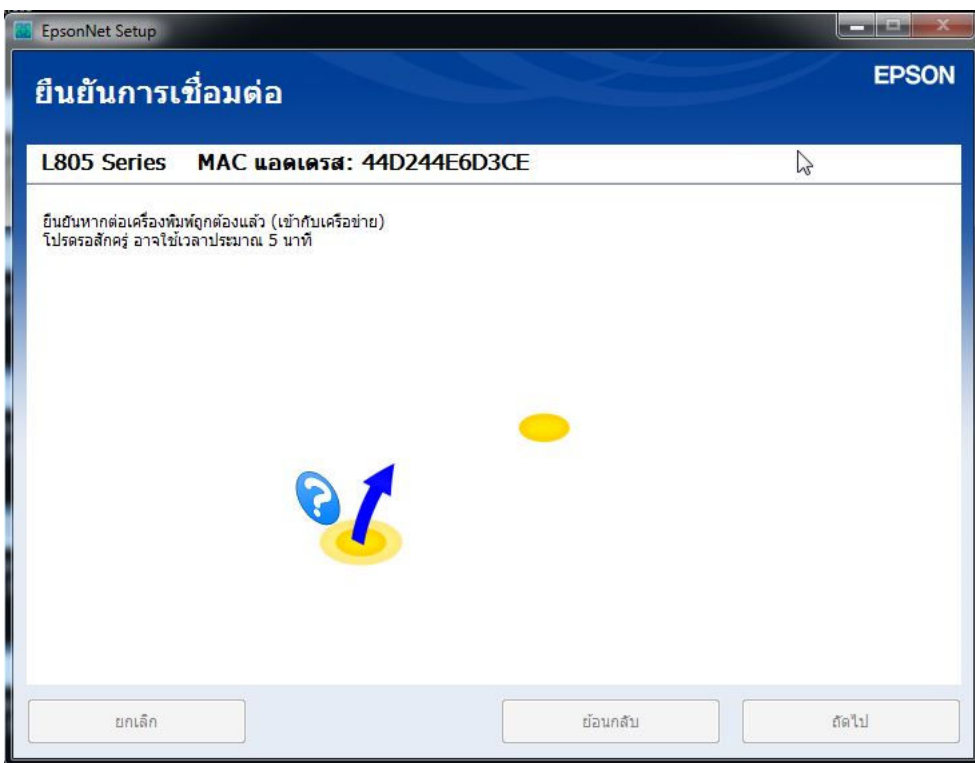 EpsonNet Setup
ยืนยันการเชื่อมต่อ
EPSON
L805 Series MAC แอดเดรส: 44D244E6D3CE
ยืนยันหากต่อเครื่องพิมพ์ถูกต้องแล้ว (เข้ากับเครือข่าย)
โปรดรอสักครู่ อาจใช้เวลาประมาณ 5 นาที
?
ยกเลิก
ย้อนกลับ
ถัดไป